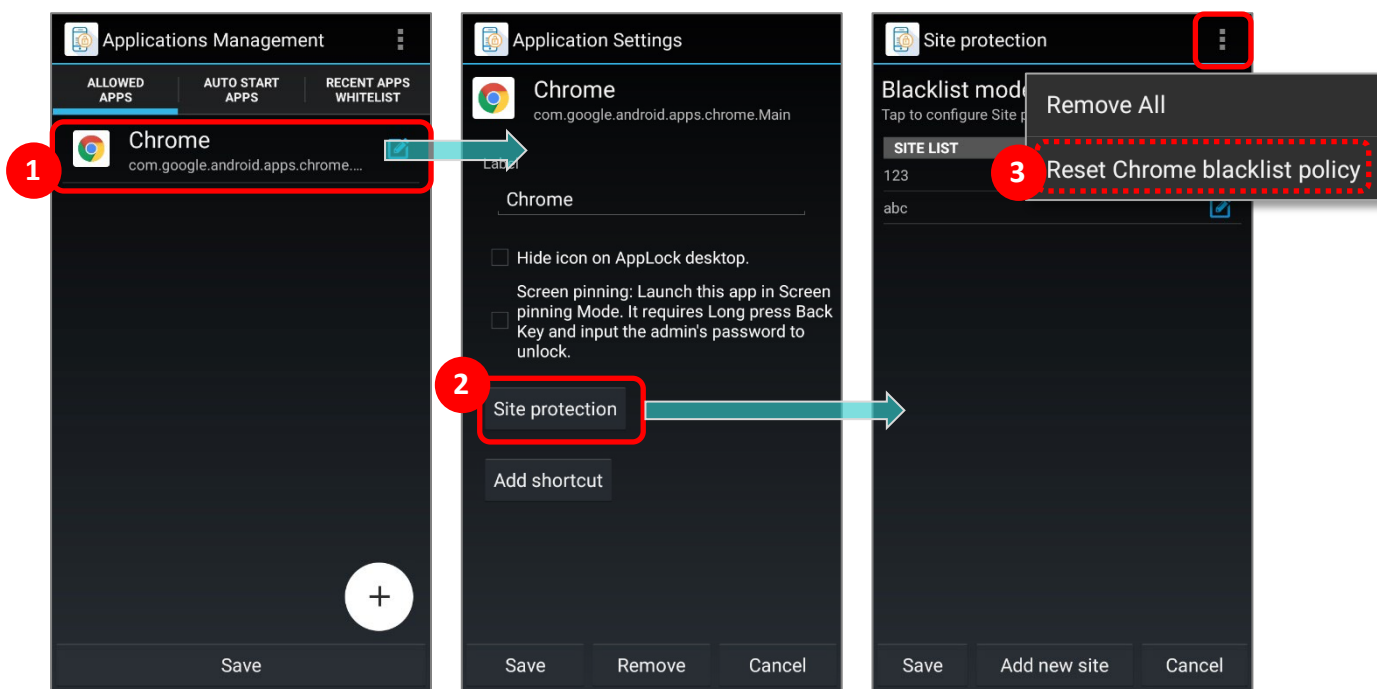 Applications Management
ALLOWED APPS
AUTO START APPS
RECENT APPS WHITELIST
1
Chrome
com.google.android.apps.chrome....
+
Save
Application Settings
Chrome
com.google.android.apps.chrome.Main
Label
Chrome
Hide icon on AppLock desktop.
Screen pinning: Launch this app in Screen
pinning Mode. It requires Long press Back
Key and input the admin's password to
unlock.
2
Site protection
Add shortcut
Save
Remove
Cancel
Site protection
Blacklist mode
Tap to configure Site p
Remove All
SITE LIST
3
Reset Chrome blacklist policy
123
abc
Save
Add new site
Cancel